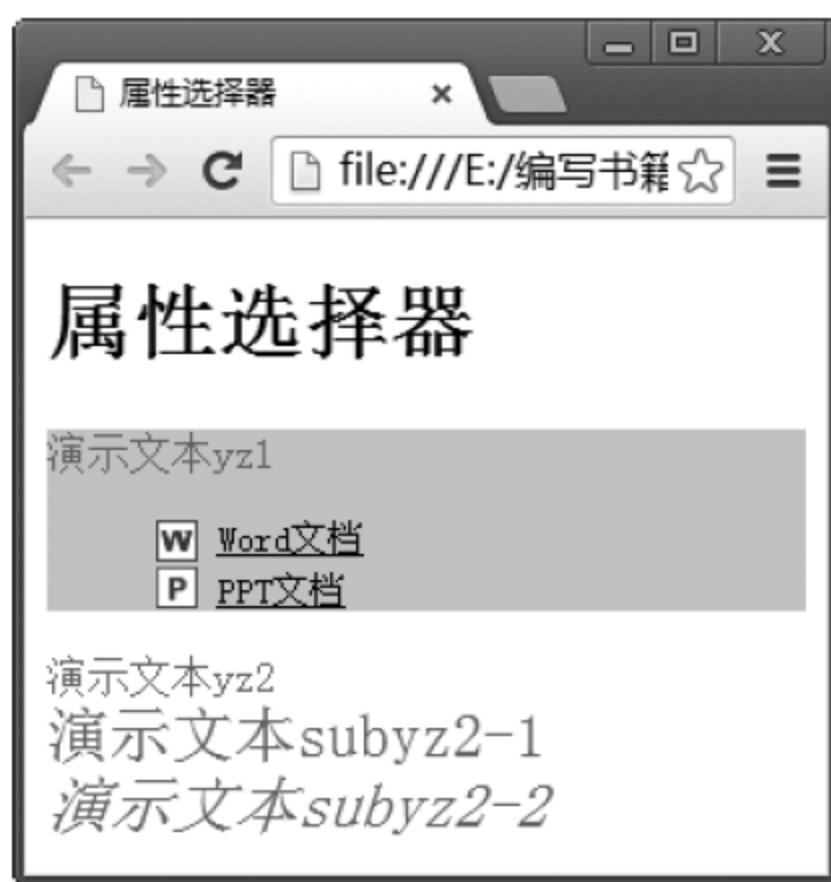 属性选择器
file:///E:/编写书籍
属性选择器
演示文本yz1
W Word文档
P PPT文档
演示文本yz2
演示文本subyz2-1
演示文本subyz2-2